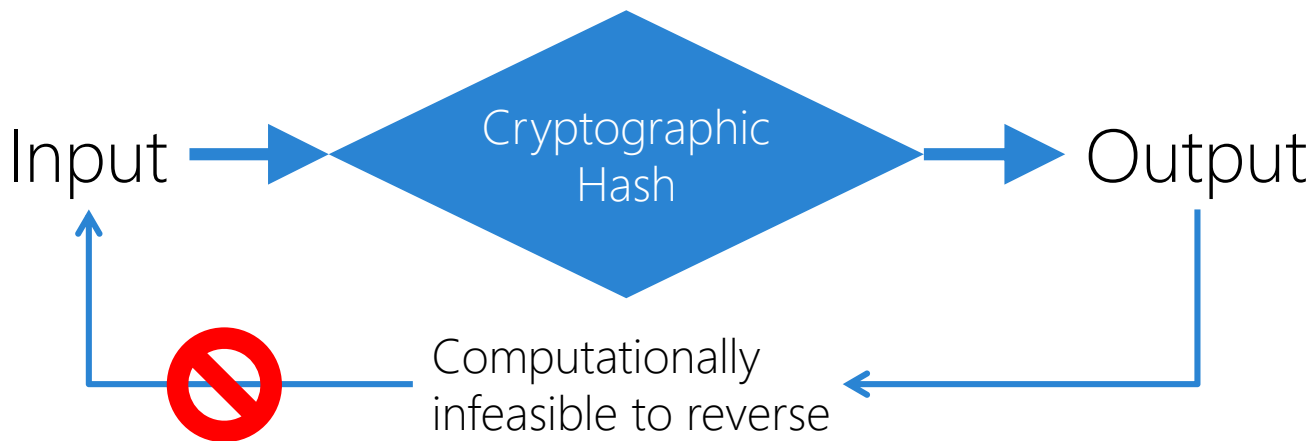 Input
Cryptographic
Hash
Output
Computationally
infeasible to reverse